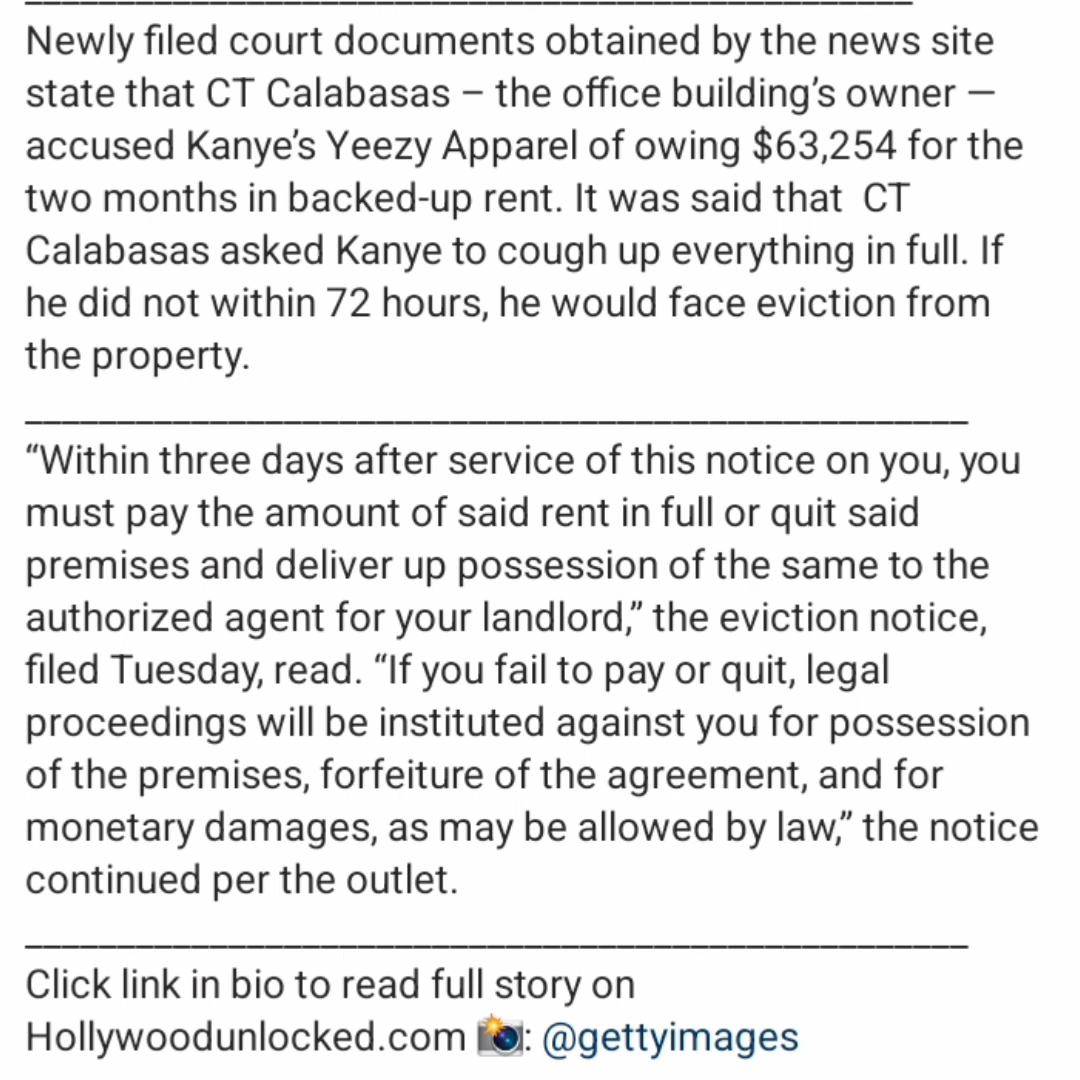 Newly filed court documents obtained by the news site
state that CT Calabasas – the office building’s owner —
accused Kanye’s Yeezy Apparel of owing $63,254 for the
two months in backed-up rent. It was said that  CT
Calabasas asked Kanye to cough up everything in full. If
he did not within 72 hours, he would face eviction from
the property.
“Within three days after service of this notice on you, you
must pay the amount of said rent in full or quit said
premises and deliver up possession of the same to the
authorized agent for your landlord,” the eviction notice,
filed Tuesday, read. “If you fail to pay or quit, legal
proceedings will be instituted against you for possession
of the premises, forfeiture of the agreement, and for
monetary damages, as may be allowed by law,” the notice
continued per the outlet.
Click link in bio to read full story on
Hollywoodunlocked.com 📸: @gettyimages